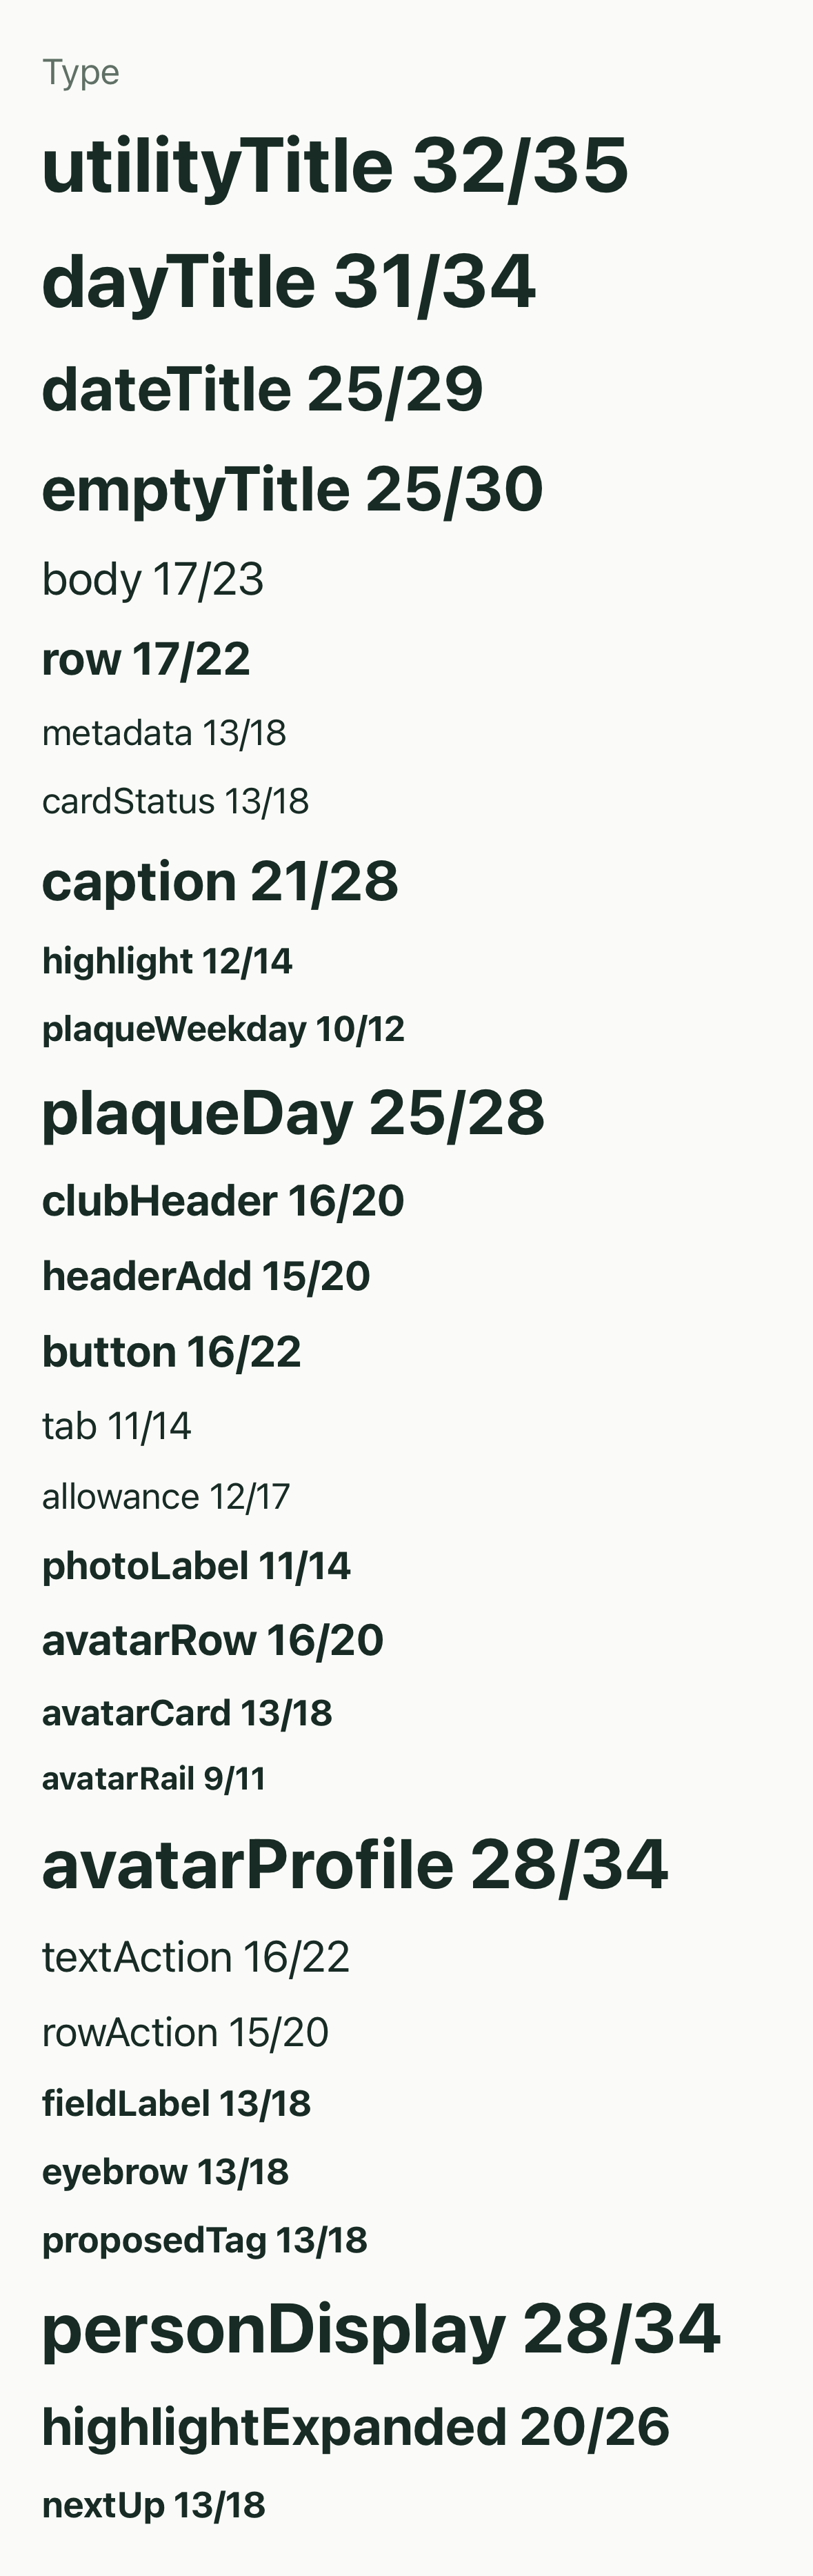 Type
utilityTitle 32/35
dayTitle 31/34
dateTitle 25/29
emptyTitle 25/30
body 17/23
row 17/22
metadata 13/18
cardStatus 13/18
caption 21/28
highlight 12/14
plaqueWeekday 10/12
plaqueDay 25/28
clubHeader 16/20
headerAdd 15/20
button 16/22
tab 11/14
allowance 12/17
photoLabel 11/14
avatarRow 16/20
avatarCard 13/18
avatarRail 9/11
avatarProfile 28/34
textAction 16/22
rowAction 15/20
fieldLabel 13/18
eyebrow 13/18
proposedTag 13/18
personDisplay 28/34
highlightExpanded 20/26
nextUp 13/18